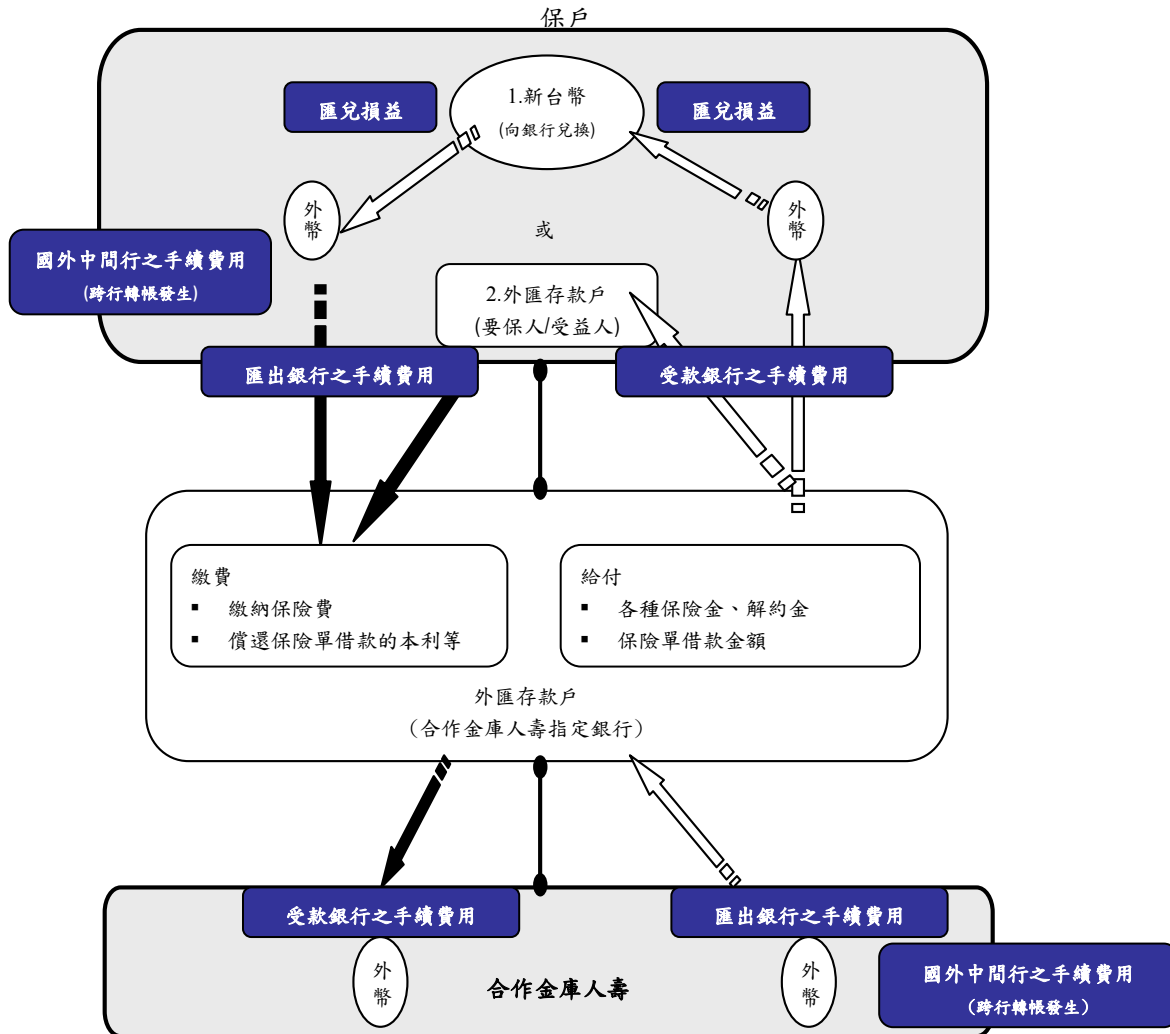 保戶
匯兌損益
1.新台幣
(向銀行兌換)
匯兌損益
外
幣
外
幣
或
國外中間行之手續費用
(跨行轉帳發生)
2.外匯存款戶
(要保人/受益人)
匯出銀行之手續費用
受款銀行之手續費用
繳費
▪ 繳納保險費
▪ 償還保險單借款的本利等
給付
▪ 各種保險金、解約金
▪ 保險單借款金額
外匯存款戶
（合作金庫人壽指定銀行）
受款銀行之手續費用
匯出銀行之手續費用
外
幣
合作金庫人壽
外
幣
國外中間行之手續費用
（跨行轉帳發生）